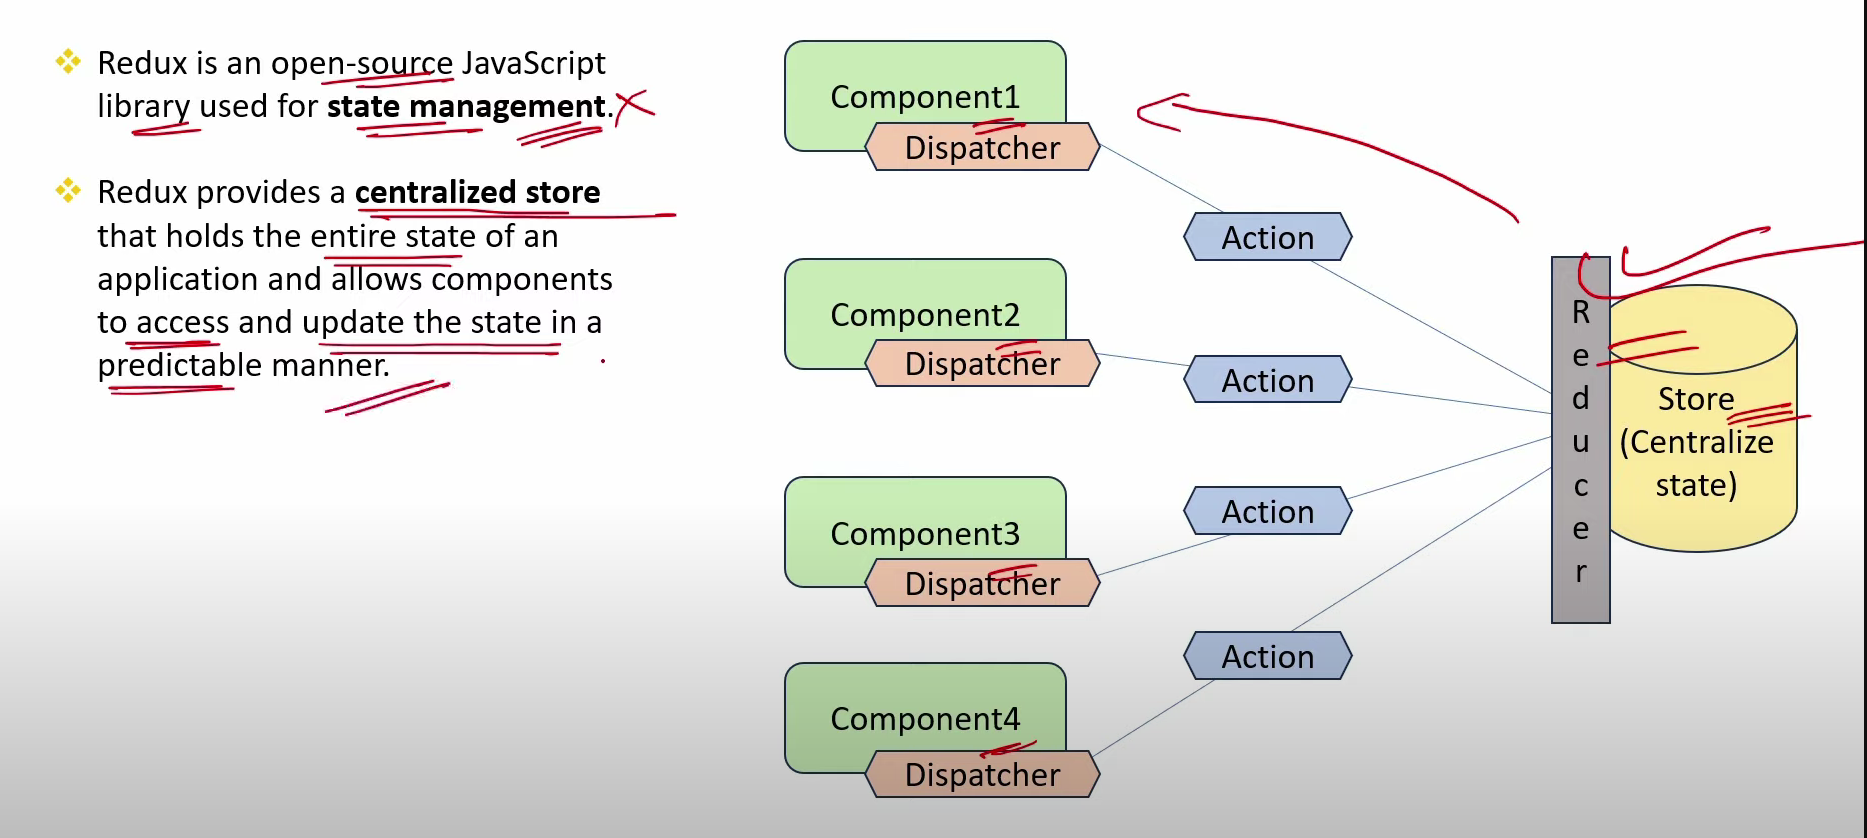 Redux is an open-source JavaScript
library used for state management.
Redux provides a centralized store
that holds the entire state of an
application and allows components
to access and update the state in a
predictable manner.
Component1
Dispatcher
Action
Component2
Dispatcher
Action
Component3
Dispatcher
Action
Component4
Dispatcher
Action
Reducer
Store
(Centralize
state)